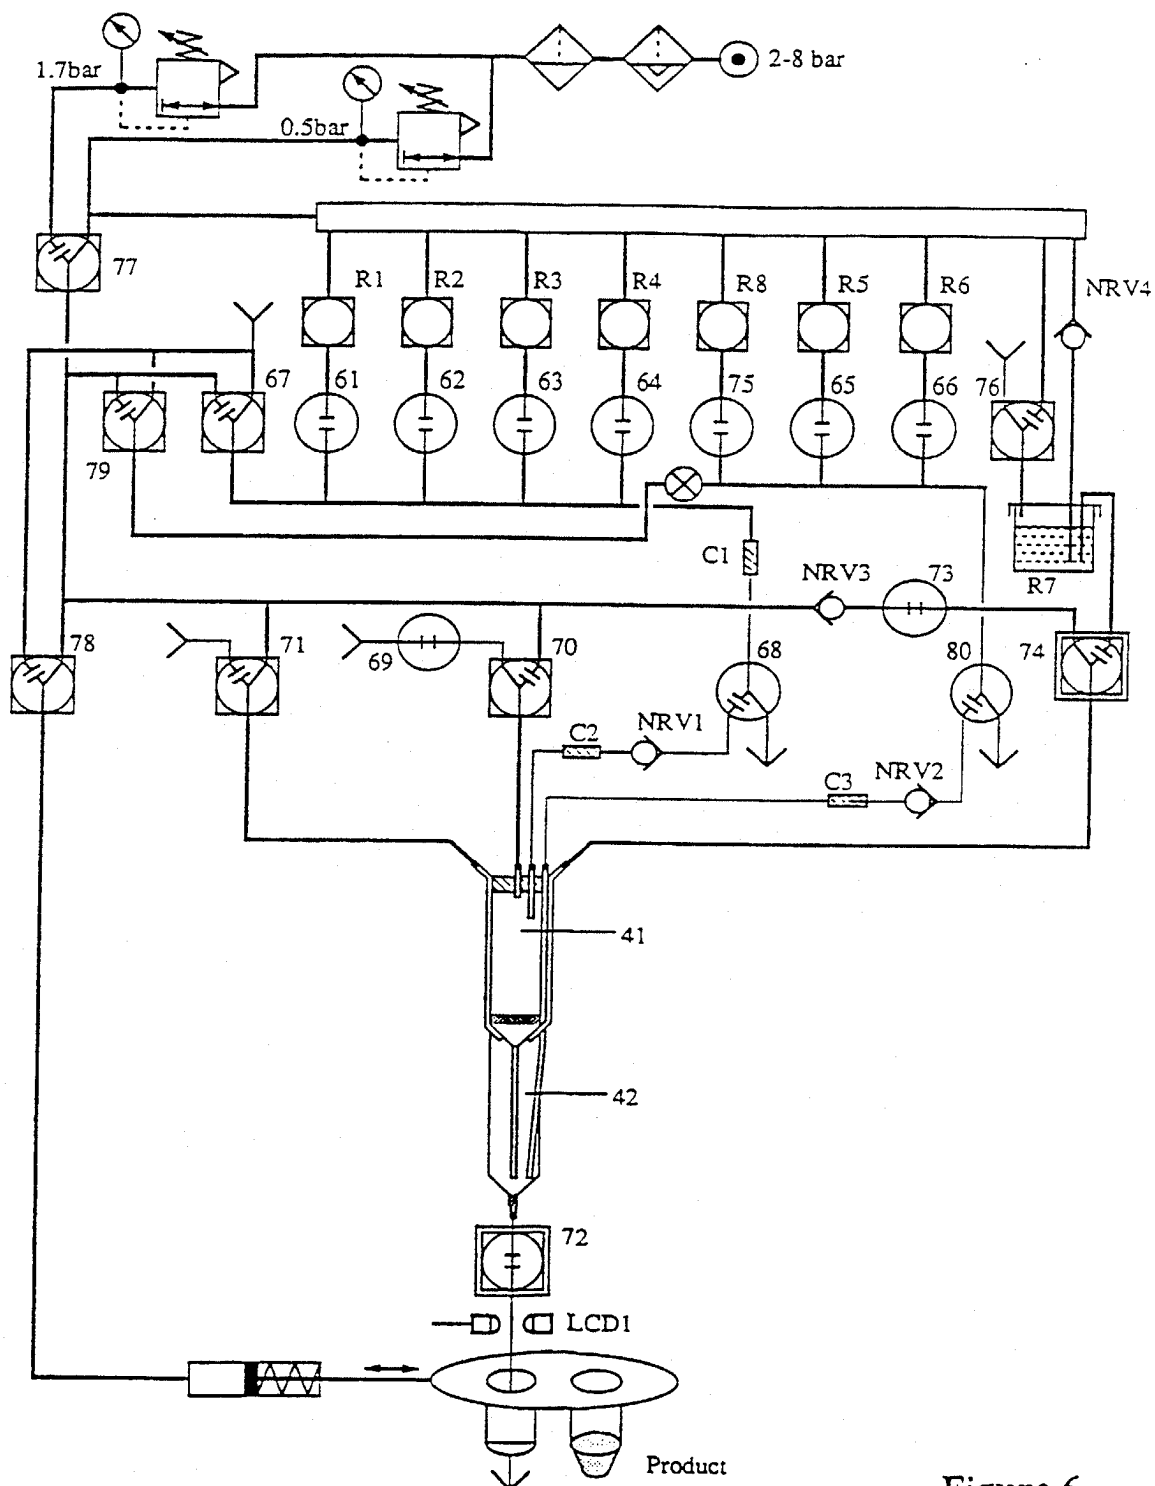 1.7bar
2-8 bar
0.5bar
77
R1 R2 R3 R4 R8 R5 R6
NRV4
67 61 62 63 64 75 65 66 76
79
C1
R7
NRV3 73
78 71 69 70 68 80 74
C2 NRV1
C3 NRV2
41
42
72
LCD1
Product
Figure 6